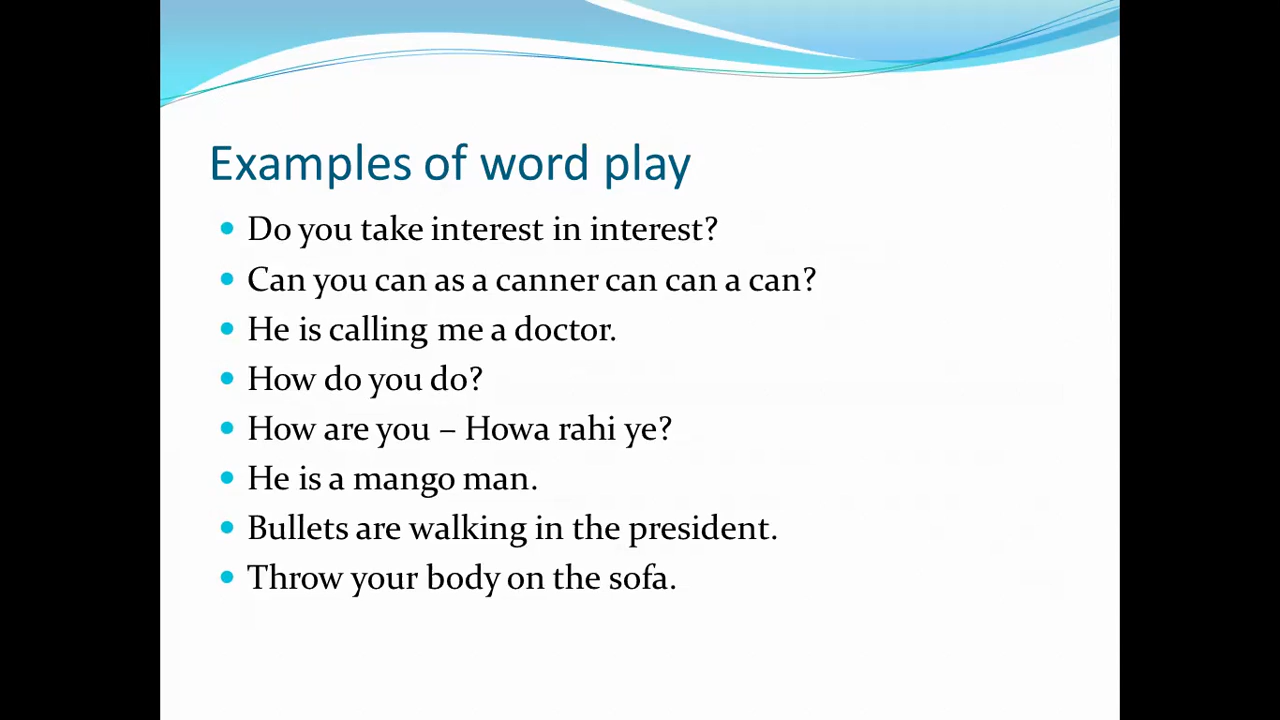 Examples of word play
Do you take interest in interest?
Can you can as a canner can can a can?
He is calling me a doctor.
How do you do?
How are you – Howa rahi ye?
He is a mango man.
Bullets are walking in the president.
Throw your body on the sofa.